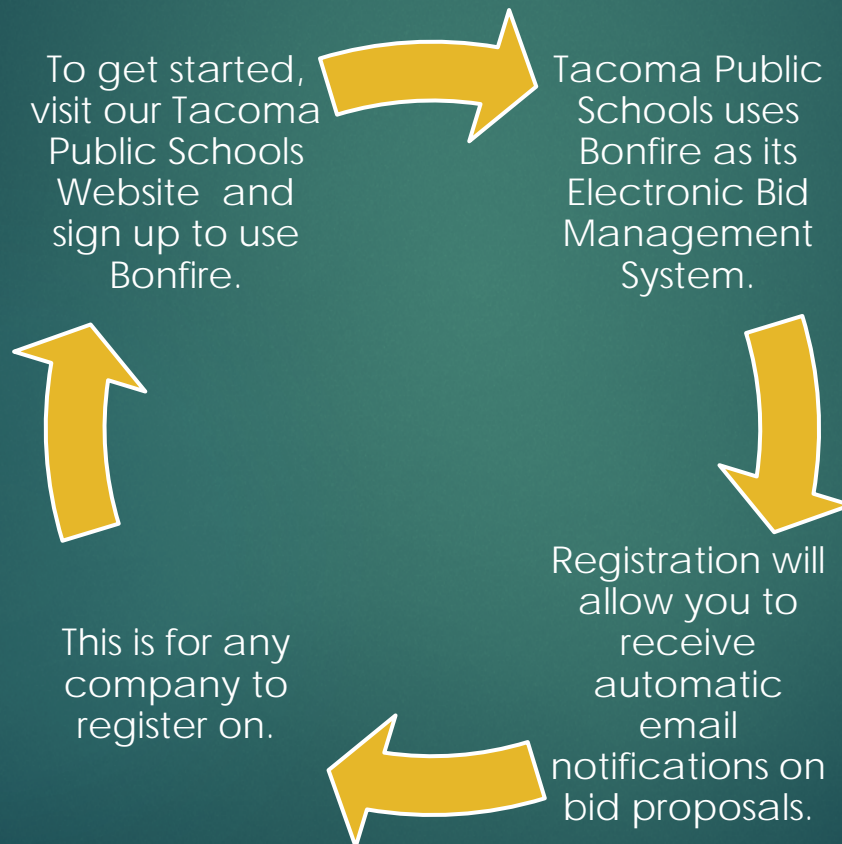 To get started,
visit our Tacoma
Public Schools
Website and
sign up to use
Bonfire.
Tacoma Public
Schools uses
Bonfire as its
Electronic Bid
Management
System.
Registration will
allow you to
receive
automatic
email
notifications on
bid proposals.
This is for any
company to
register on.